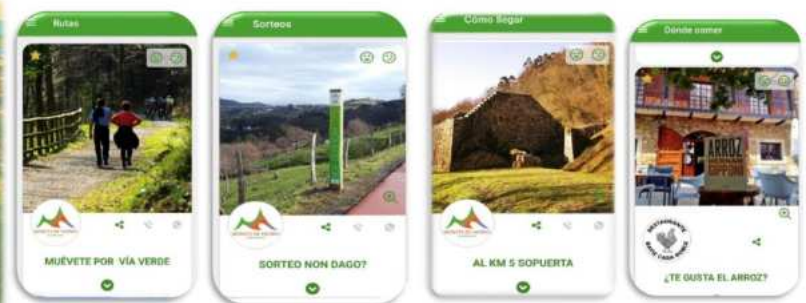 Rutas
MUÉVETE POR VÍA VERDE
Sorteos
SORTEO NON DAGO?
Cómo llegar
AL KM 5 SOPUERTA
Dónde comer
ARROZ
RESTAURANTE
¿TE GUSTA EL ARROZ?